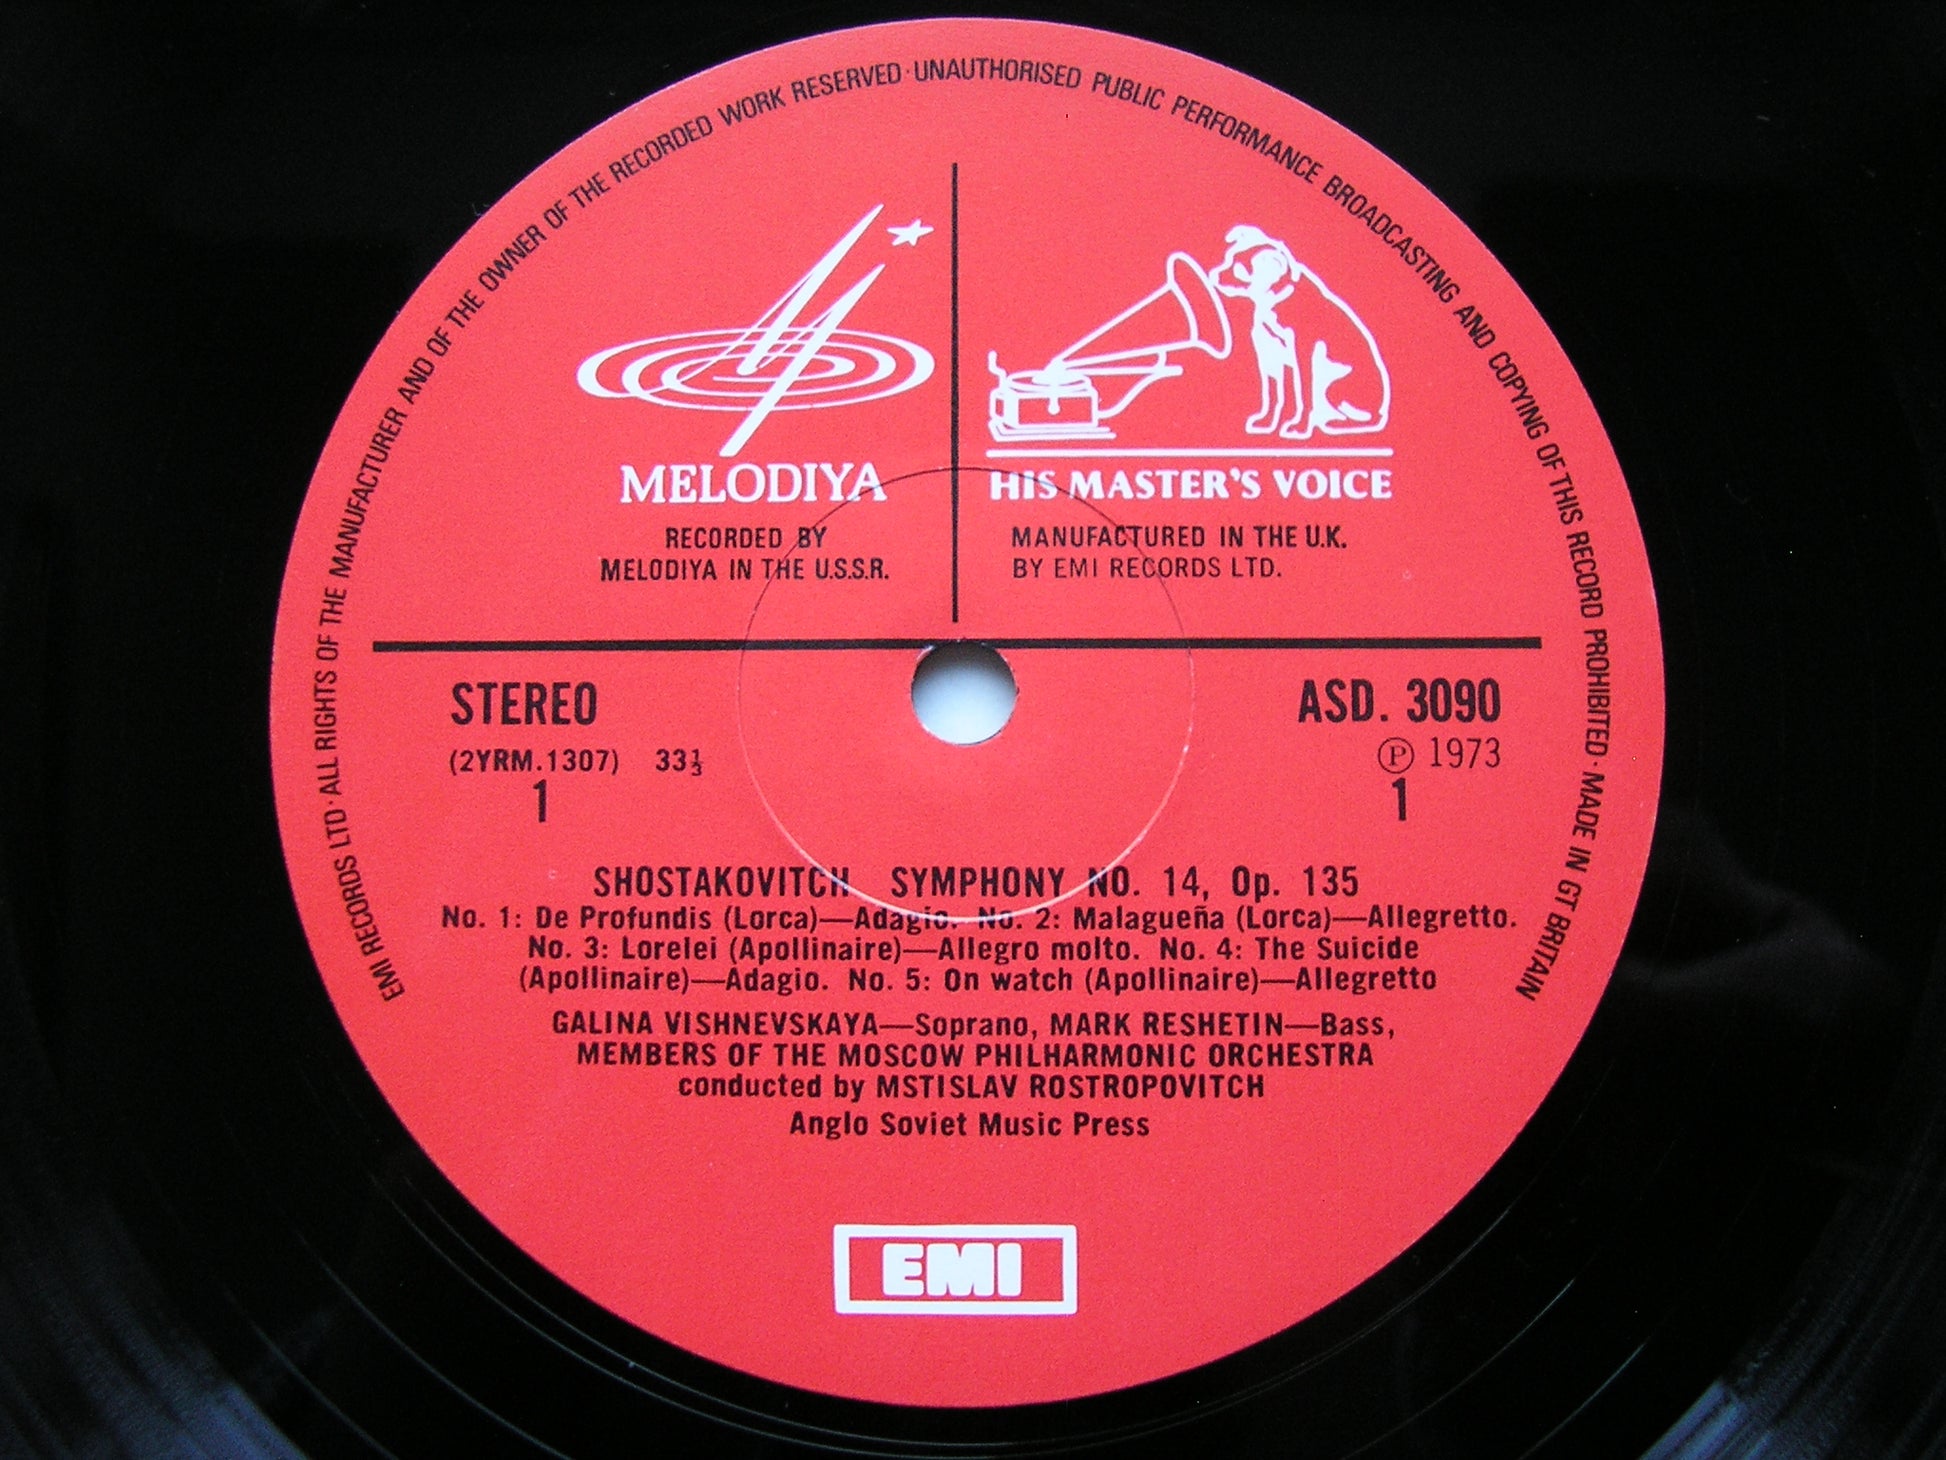 EMI RECORDS LTD · ALL RIGHTS OF THE MANUFACTURER AND OF THE OWNER OF THE RECORDED WORK RESERVED · UNAUTHORISED PUBLIC PERFORMANCE BROADCASTING AND COPYING OF THIS RECORD PROHIBITED · MADE IN GT BRITAIN
MELODIYA
RECORDED BY
MELODIYA IN THE U.S.S.R.
HIS MASTER'S VOICE
MANUFACTURED IN THE U.K.
BY EMI RECORDS LTD.
STEREO
(2YRM.1307) 33⅓
1
ASD. 3090
Ⓟ 1973
1
SHOSTAKOVITCH SYMPHONY NO. 14, Op. 135
No. 1: De Profundis (Lorca)—Adagio. No. 2: Malagueña (Lorca)—Allegretto.
No. 3: Lorelei (Apollinaire)—Allegro molto. No. 4: The Suicide
(Apollinaire)—Adagio. No. 5: On watch (Apollinaire)—Allegretto
GALINA VISHNEVSKAYA—Soprano, MARK RESHETIN—Bass,
MEMBERS OF THE MOSCOW PHILHARMONIC ORCHESTRA
conducted by MSTISLAV ROSTROPOVITCH
Anglo Soviet Music Press
EMI